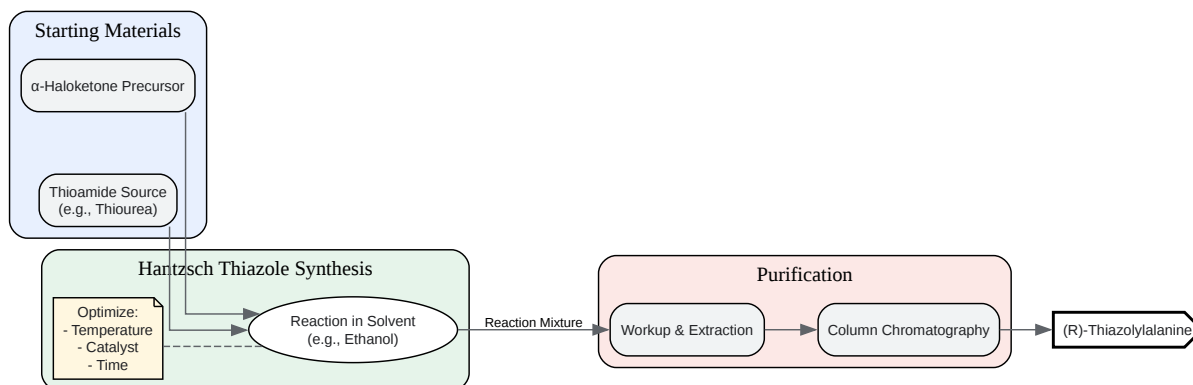 Starting Materials
α-Haloketone Precursor
Thioamide Source
(e.g., Thiourea)
Hantzsch Thiazole Synthesis
Optimize:
- Temperature
- Catalyst
- Time
Reaction in Solvent
(e.g., Ethanol)
Reaction Mixture
Purification
Workup & Extraction
Column Chromatography
(R)-Thiazolylalanine